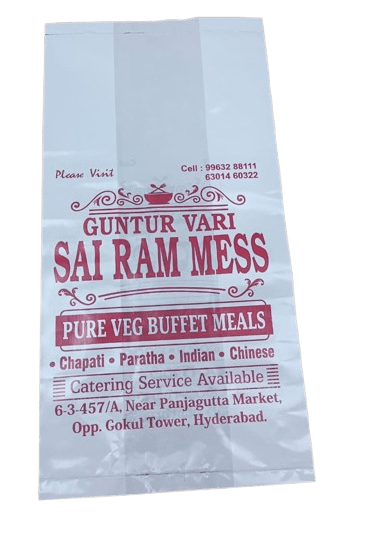 Please Visit
Cell : 99632 88111
63014 60322
GUNTUR VARI
SAI RAM MESS
PURE VEG BUFFET MEALS
• Chapati • Paratha • Indian • Chinese
Catering Service Available
6-3-457/A, Near Panjagutta Market,
Opp. Gokul Tower, Hyderabad.